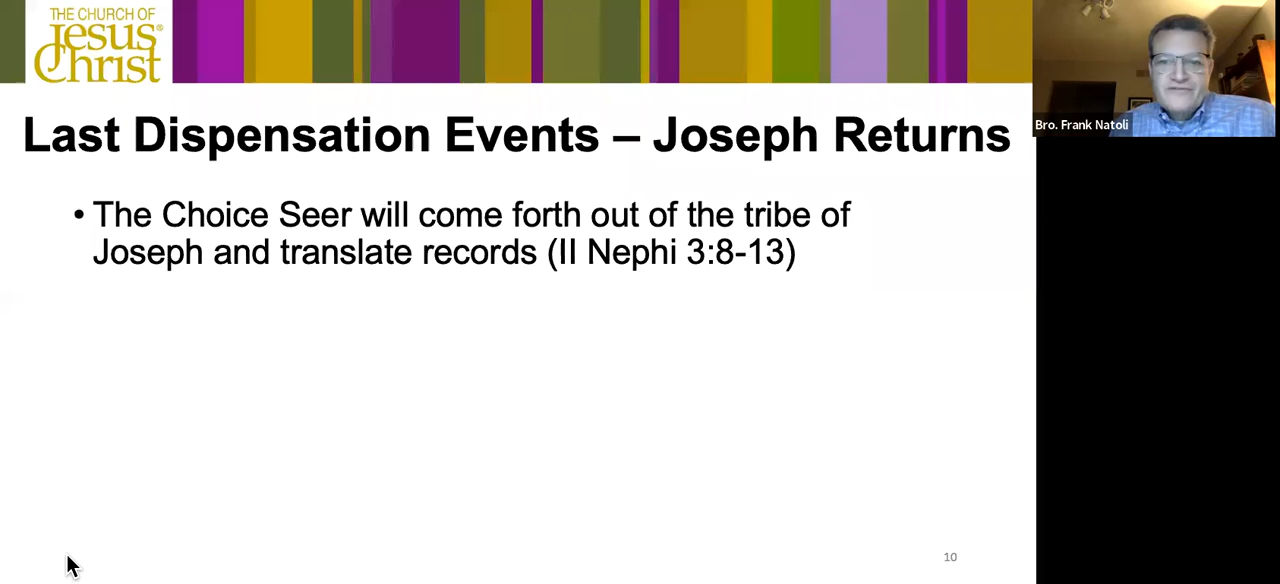 THE CHURCH OF
Jesus®
Christ
Bro. Frank Natoli
Last Dispensation Events – Joseph Returns
• The Choice Seer will come forth out of the tribe of
Joseph and translate records (II Nephi 3:8-13)
10